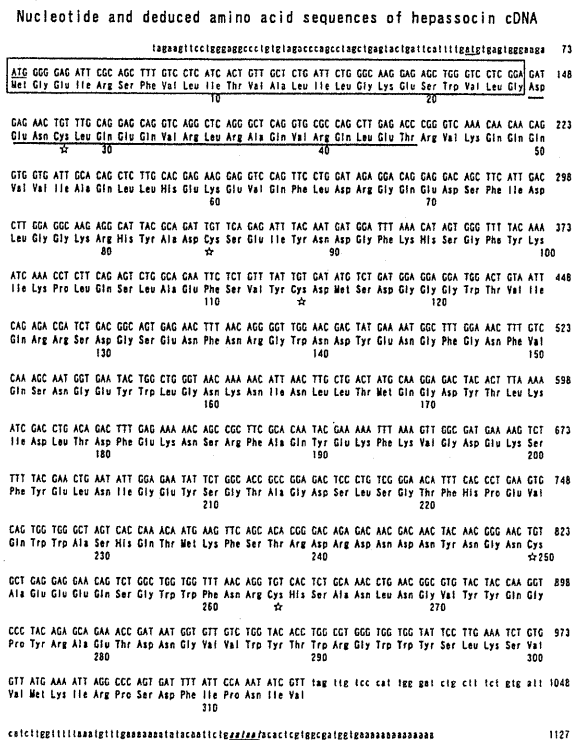 Nucleotide and deduced amino acid sequences of hepassocin cDNA
tagaagttcctgggaggccctgtgtagacccagcctagctgagtactgattcattttgatgtgagtgggaaga 73
ATG GGG GAG ATT CGC AGC TTT GTC CTC ATC ACT GTT GCT CTG ATT CTG GGC AAG GAG AGC TGG GTC CTC GGA GAT 148
Met Gly Glu Ile Arg Ser Phe Val Leu Ile Thr Val Ala Leu Ile Leu Gly Lys Glu Ser Trp Val Leu Gly Asp
10 20
GAG AAC TGT TTG CAG GAG CAG GTG AGG CTC AGG GCT CAG GTG CGC CAG CTT GAG ACC CGG GTC AAA CAA CAA CAG 223
Glu Asn Cys Leu Gln Glu Gln Val Arg Leu Arg Ala Gln Val Arg Gln Leu Glu Thr Arg Val Lys Gln Gln Gln
☆ 30 40 50
GTG GTG ATT GCA CAG CTC TTG CAC GAG AAG GAG GTC CAG TTC CTG GAT AGA GGA CAG GAG GAC AGC TTC ATT GAC 298
Val Val Ile Ala Gln Leu Leu His Glu Lys Glu Val Gln Phe Leu Asp Arg Gly Gln Glu Asp Ser Phe Ile Asp
60 70
CTT GGA GGC AAG AGG CAT TAC GCA GAT TGT TCA GAG ATT TAC AAT GAT GGA TTT AAA CAT AGT GGG TTT TAC AAA 373
Leu Gly Gly Lys Arg His Tyr Ala Asp Cys Ser Glu Ile Tyr Asn Asp Gly Phe Lys His Ser Gly Phe Tyr Lys
80 ☆ 90 100
ATC AAA CCT CTT CAG AGT CTG GCA GAA TTC TCT GTT TAT TGT GAT ATG TCT GAT GGA GGA GGA TGG ACT GTA ATT 448
Ile Lys Pro Leu Gln Ser Leu Ala Glu Phe Ser Val Tyr Cys Asp Met Ser Asp Gly Gly Gly Trp Thr Val Ile
110 ☆ 120
CAG AGA CGA TCT GAC GGC AGT GAG AAC TTT AAC AGG GGT TGG AAC GAC TAT GAA AAT GGC TTT GGA AAC TTT GTC 523
Gln Arg Arg Ser Asp Gly Ser Glu Asn Phe Asn Arg Gly Trp Asn Asp Tyr Glu Asn Gly Phe Gly Asn Phe Val
130 140 150
CAA AGC AAT GGT GAA TAC TGG CTG GGT AAC AAA AAC ATT AAC TTG CTG ACT ATG CAA GGA GAC TAC ACT TTA AAA 598
Gln Ser Asn Gly Glu Tyr Trp Leu Gly Asn Lys Asn Ile Asn Leu Leu Thr Met Gln Gly Asp Tyr Thr Leu Lys
160 170
ATC GAC CTG ACA GAC TTT GAG AAA AAC AGC CGC TTC GCA CAA TAC GAA AAA TTT AAA GTT GGC GAT GAA AAG TCT 673
Ile Asp Leu Thr Asp Phe Glu Lys Asn Ser Arg Phe Ala Gln Tyr Glu Lys Phe Lys Val Gly Asp Glu Lys Ser
180 190 200
TTT TAC GAA CTG AAT ATT GGA GAA TAT TCT GGC ACC GCC GGA GAC TCC CTG TCG GGA ACA TTT CAC CCT GAA GTG 748
Phe Tyr Glu Leu Asn Ile Gly Glu Tyr Ser Gly Thr Ala Gly Asp Ser Leu Ser Gly Thr Phe His Pro Glu Val
210 220
CAG TGG TGG GCT AGT CAC CAA ACA ATG AAG TTC AGC ACA CGG GAC AGA GAC AAC GAC AAC TAC AAC GGG AAC TGT 823
Gln Trp Trp Ala Ser His Gln Thr Met Lys Phe Ser Thr Arg Asp Arg Asp Asn Asp Asn Tyr Asn Gly Asn Cys
230 240 ☆250
GCT GAG GAG GAA CAG TCT GGC TGG TGG TTT AAC AGG TGT CAC TCT GCA AAC CTG AAC GGC GTG TAC TAC CAA GGT 898
Ala Glu Glu Glu Gln Ser Gly Trp Trp Phe Asn Arg Cys His Ser Ala Asn Leu Asn Gly Val Tyr Tyr Gln Gly
260 ☆ 270
CCC TAC AGA GCA GAA ACC GAT AAT GGT GTT GTC TGG TAC ACC TGG CGT GGG TGG TGG TAT TCC TTG AAA TCT GTG 973
Pro Tyr Arg Ala Glu Thr Asp Asn Gly Val Val Trp Tyr Thr Trp Arg Gly Trp Trp Tyr Ser Leu Lys Ser Val
280 290 300
GTT ATG AAA ATT AGG CCC AGT GAT TTT ATT CCA AAT ATC GTT tag ttg tcc cat tgg gat ctg ctt tct gtg att 1048
Val Met Lys Ile Arg Pro Ser Asp Phe Ile Pro Asn Ile Val
310
catcttggtttttaaatgtttgaaaaaaatatacaattctgaataatacactcgtggcgatggtgaaaaaaaaaaaaaa 1127